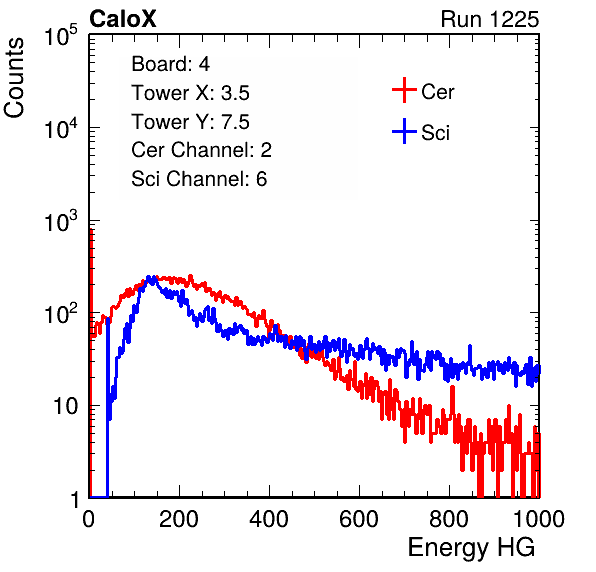 CaloX Run 1225
Counts
Board: 4
Tower X: 3.5
Tower Y: 7.5
Cer Channel: 2
Sci Channel: 6
Cer
Sci
10^5
10^4
10^3
10^2
10
1
0 200 400 600 800 1000
Energy HG